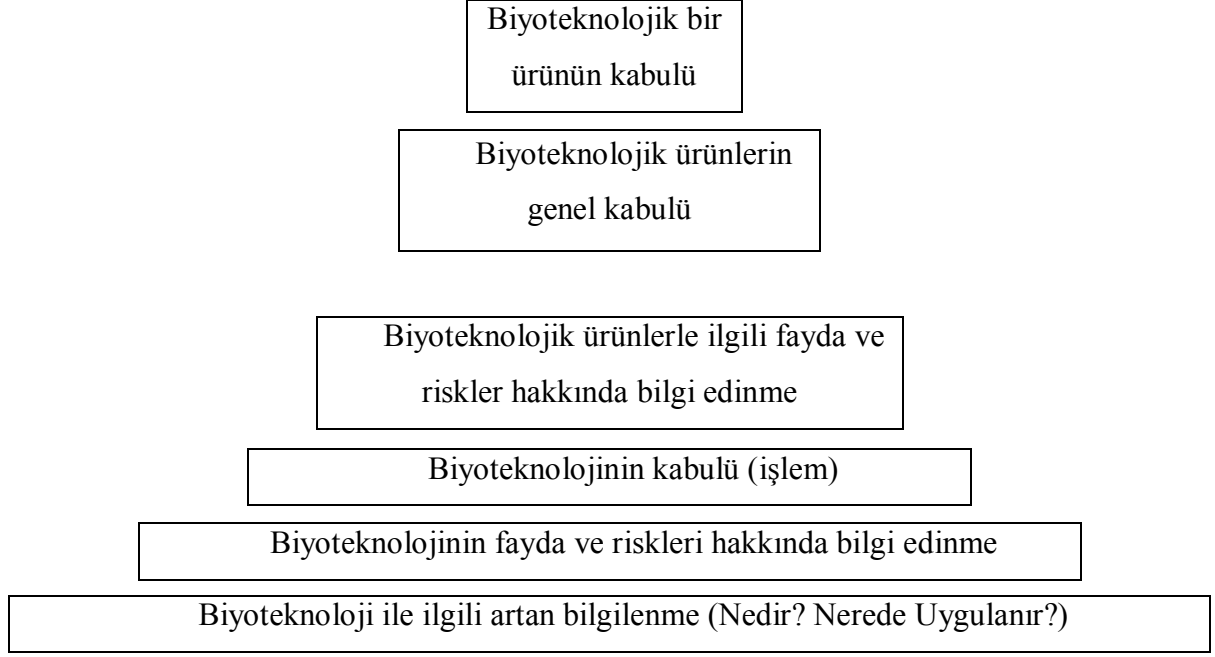 Biyoteknolojik bir
ürünün kabulü
Biyoteknolojik ürünlerin
genel kabulü
Biyoteknolojik ürünlerle ilgili fayda ve
riskler hakkında bilgi edinme
Biyoteknolojinin kabulü (işlem)
Biyoteknolojinin fayda ve riskleri hakkında bilgi edinme
Biyoteknoloji ile ilgili artan bilgilenme (Nedir? Nerede Uygulanır?)